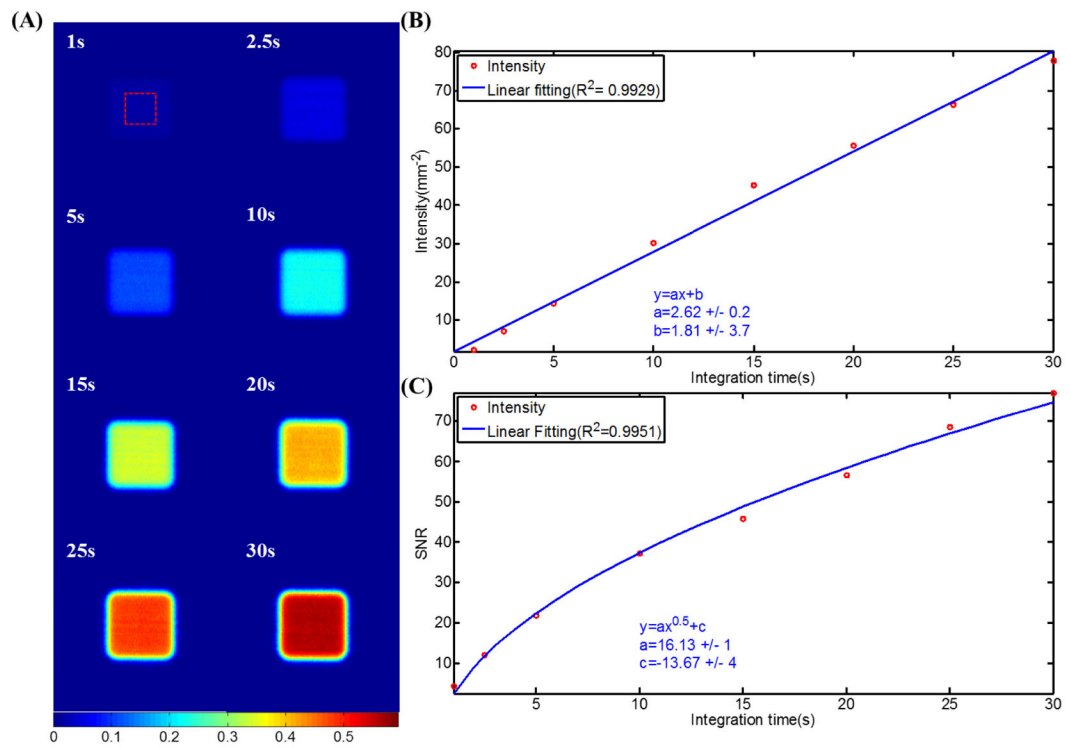 (A)
1s
2.5s
5s
10s
15s
20s
25s
30s
0 0.1 0.2 0.3 0.4 0.5
(B)
Intensity
Linear fitting(R²= 0.9929)
80
70
60
50
40
30
20
10
Intensity(mm⁻²)
y=ax+b
a=2.62 +/- 0.2
b=1.81 +/- 3.7
0 5 10 15 20 25 30
Integration time(s)
(C)
Intensity
Linear Fitting(R²=0.9951)
70
60
50
40
30
20
10
SNR
y=ax⁰·⁵+c
a=16.13 +/- 1
c=-13.67 +/- 4
5 10 15 20 25 30
Integration time(s)